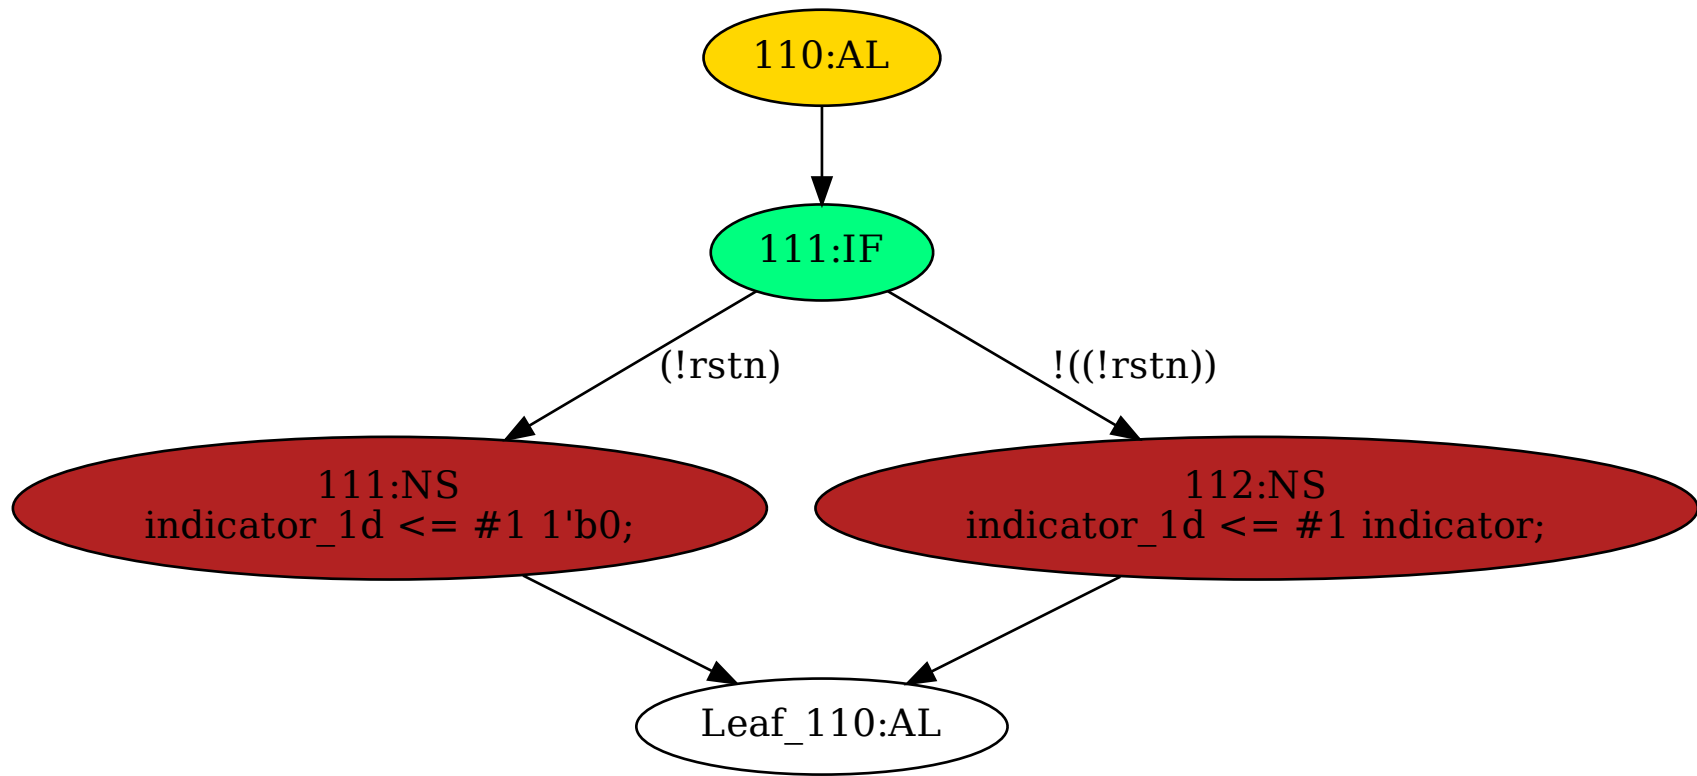 110:AL
111:IF
(!rstn)
!((!rstn))
111:NS
indicator_1d <= #1 1'b0;
112:NS
indicator_1d <= #1 indicator;
Leaf_110:AL